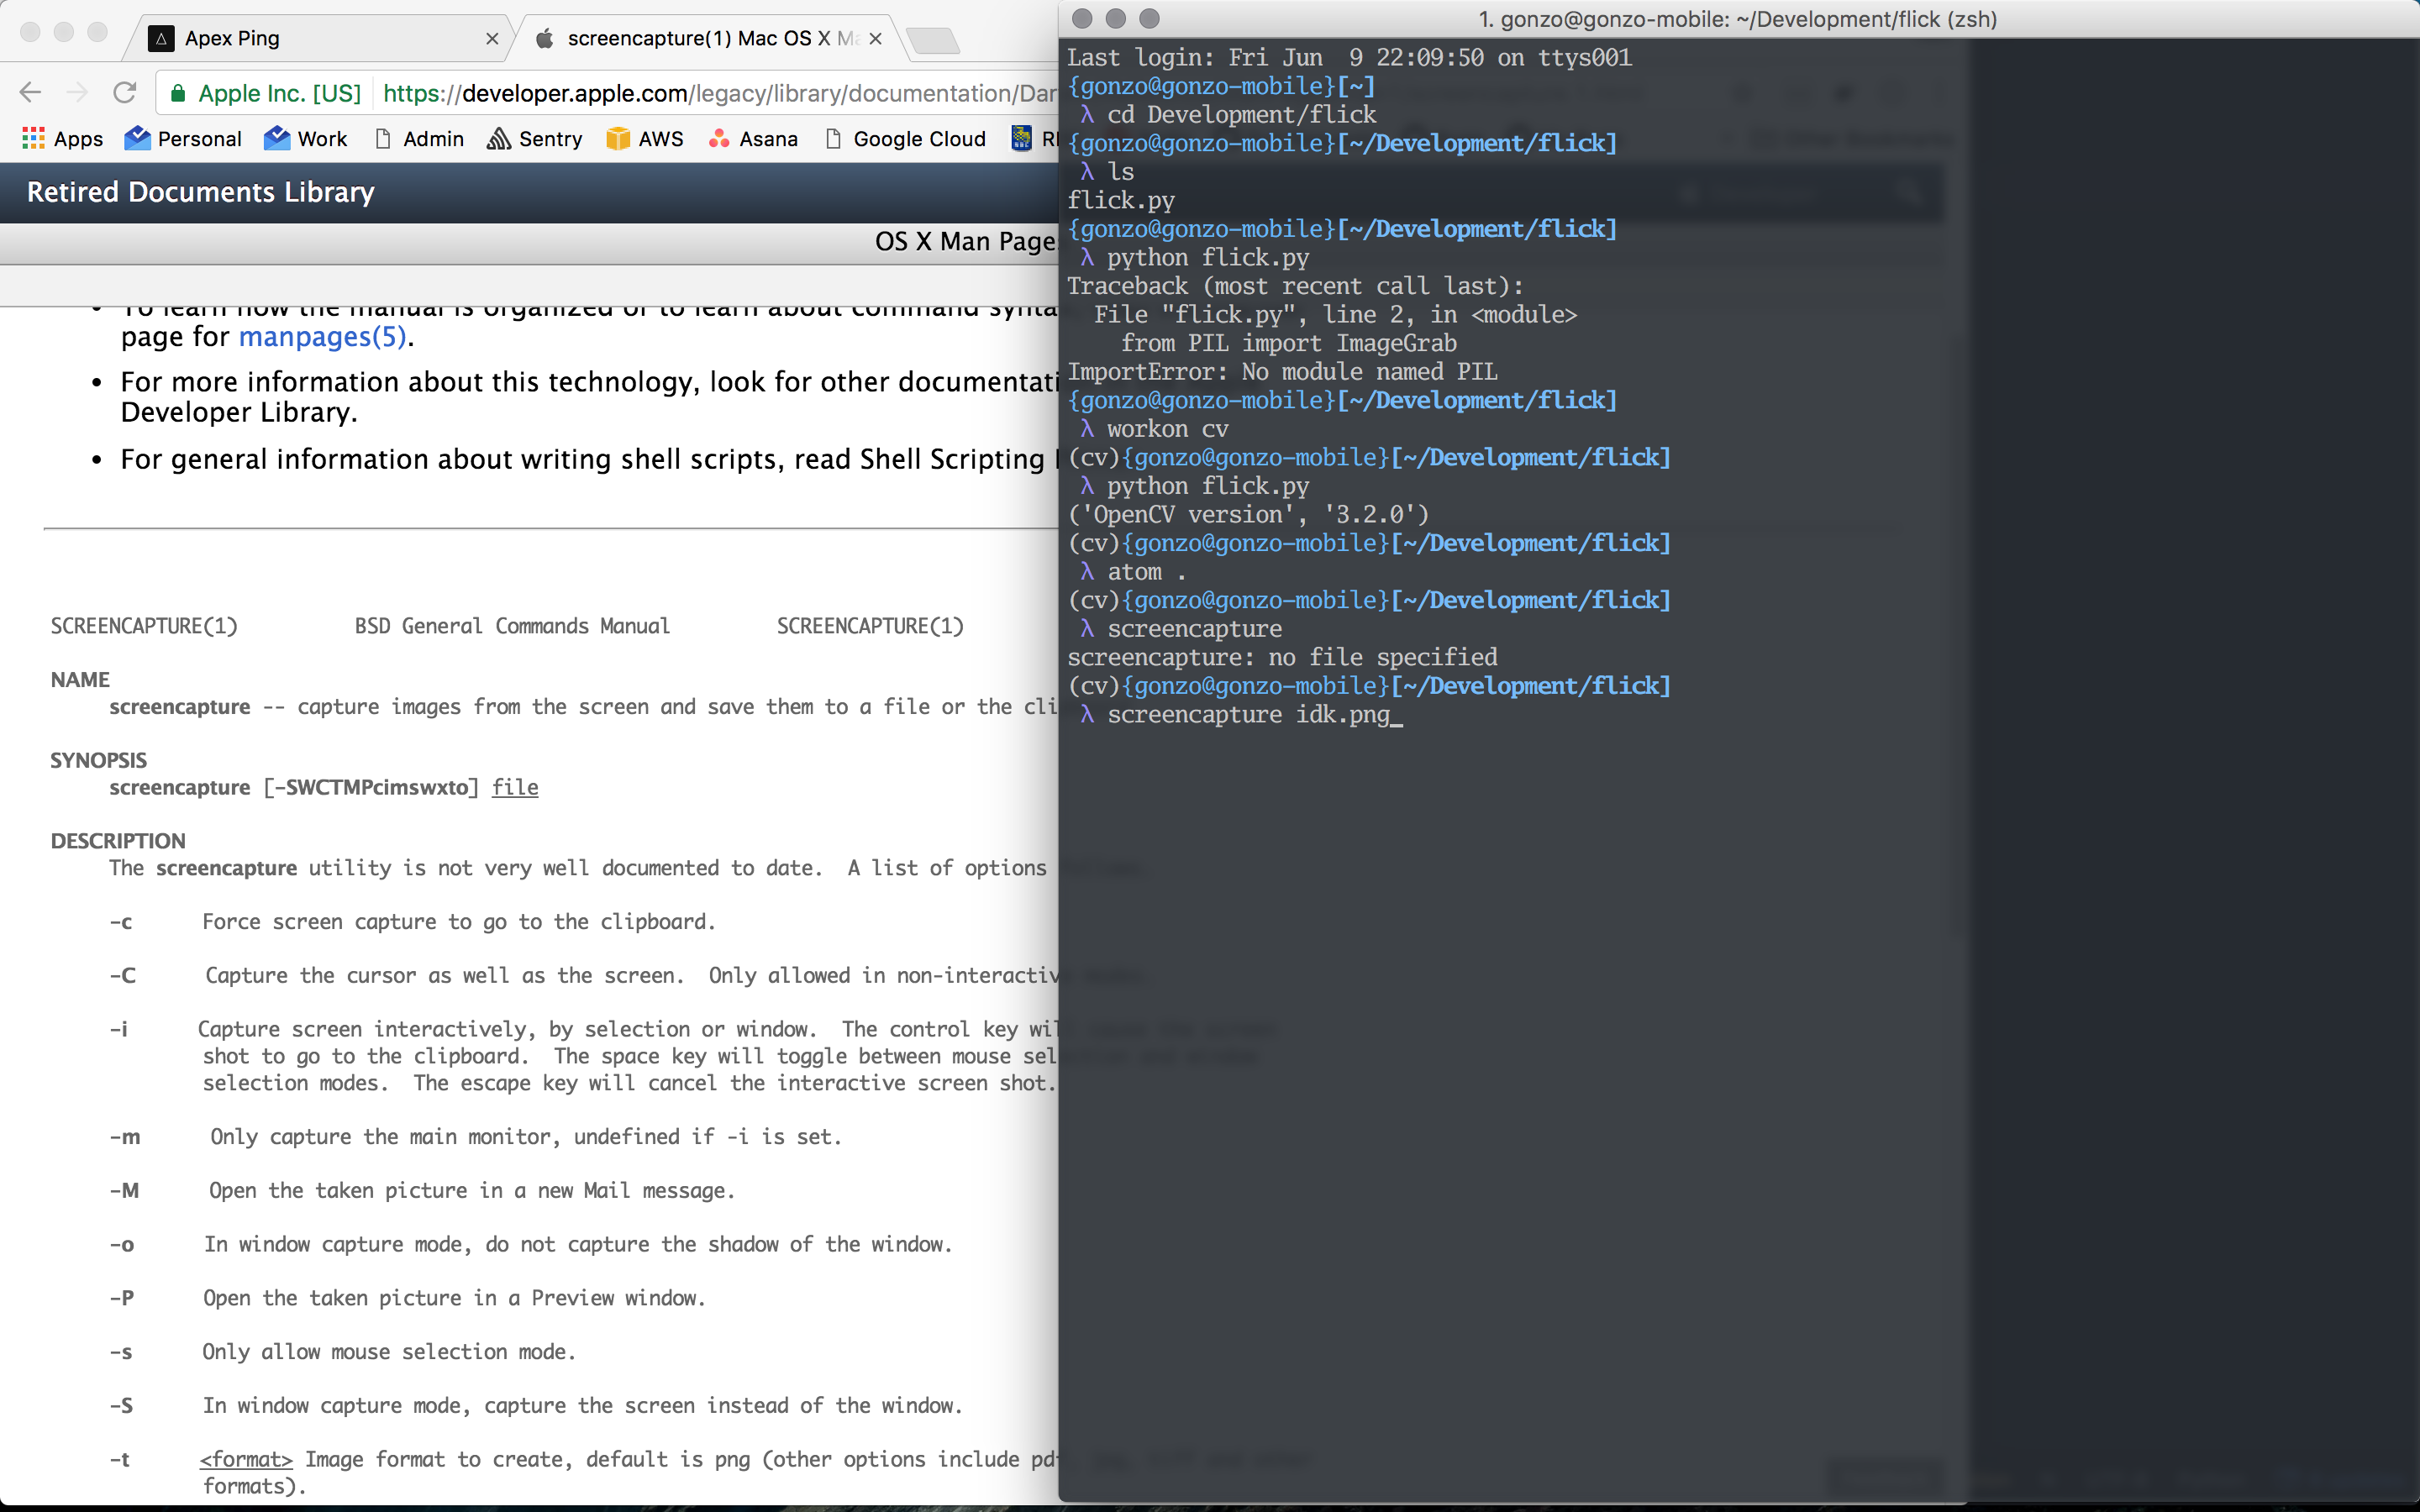 Apex Ping
screencapture(1) Mac OS X Ma
Apple Inc. [US] https://developer.apple.com/legacy/library/documentation/Dar
Apps Personal Work Admin Sentry AWS Asana Google Cloud
Retired Documents Library
OS X Man Page
To learn how the manual is organized or to learn about command synta
page for manpages(5).
• For more information about this technology, look for other documentati
Developer Library.
• For general information about writing shell scripts, read Shell Scripting
SCREENCAPTURE(1) BSD General Commands Manual SCREENCAPTURE(1)
NAME
screencapture -- capture images from the screen and save them to a file or the cli
SYNOPSIS
screencapture [-SWCTMPcimswxto] file
DESCRIPTION
The screencapture utility is not very well documented to date. A list of options
-c Force screen capture to go to the clipboard.
-C Capture the cursor as well as the screen. Only allowed in non-interactiv
-i Capture screen interactively, by selection or window. The control key wil
shot to go to the clipboard. The space key will toggle between mouse sel
selection modes. The escape key will cancel the interactive screen shot.
-m Only capture the main monitor, undefined if -i is set.
-M Open the taken picture in a new Mail message.
-o In window capture mode, do not capture the shadow of the window.
-P Open the taken picture in a Preview window.
-s Only allow mouse selection mode.
-S In window capture mode, capture the screen instead of the window.
-t <format> Image format to create, default is png (other options include pdf
formats).
1. gonzo@gonzo-mobile: ~/Development/flick (zsh)
Last login: Fri Jun  9 22:09:50 on ttys001
{gonzo@gonzo-mobile}[~]
λ cd Development/flick
{gonzo@gonzo-mobile}[~/Development/flick]
λ ls
flick.py
{gonzo@gonzo-mobile}[~/Development/flick]
λ python flick.py
Traceback (most recent call last):
File "flick.py", line 2, in <module>
from PIL import ImageGrab
ImportError: No module named PIL
{gonzo@gonzo-mobile}[~/Development/flick]
λ workon cv
(cv){gonzo@gonzo-mobile}[~/Development/flick]
λ python flick.py
('OpenCV version', '3.2.0')
(cv){gonzo@gonzo-mobile}[~/Development/flick]
λ atom .
(cv){gonzo@gonzo-mobile}[~/Development/flick]
λ screencapture
screencapture: no file specified
(cv){gonzo@gonzo-mobile}[~/Development/flick]
λ screencapture idk.png_